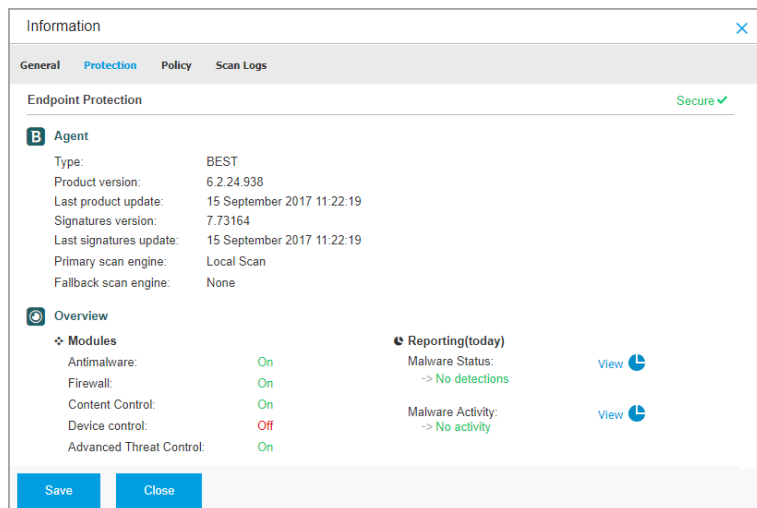 Information
General Protection Policy Scan Logs
Endpoint Protection Secure
B Agent
Type: BEST
Product version: 6.2.24.938
Last product update: 15 September 2017 11:22:19
Signatures version: 7.73164
Last signatures update: 15 September 2017 11:22:19
Primary scan engine: Local Scan
Fallback scan engine: None
Overview
Modules
Antimalware: On
Firewall: On
Content Control: On
Device control: Off
Advanced Threat Control: On
Reporting(today)
Malware Status: View
-> No detections
Malware Activity: View
-> No activity
Save Close